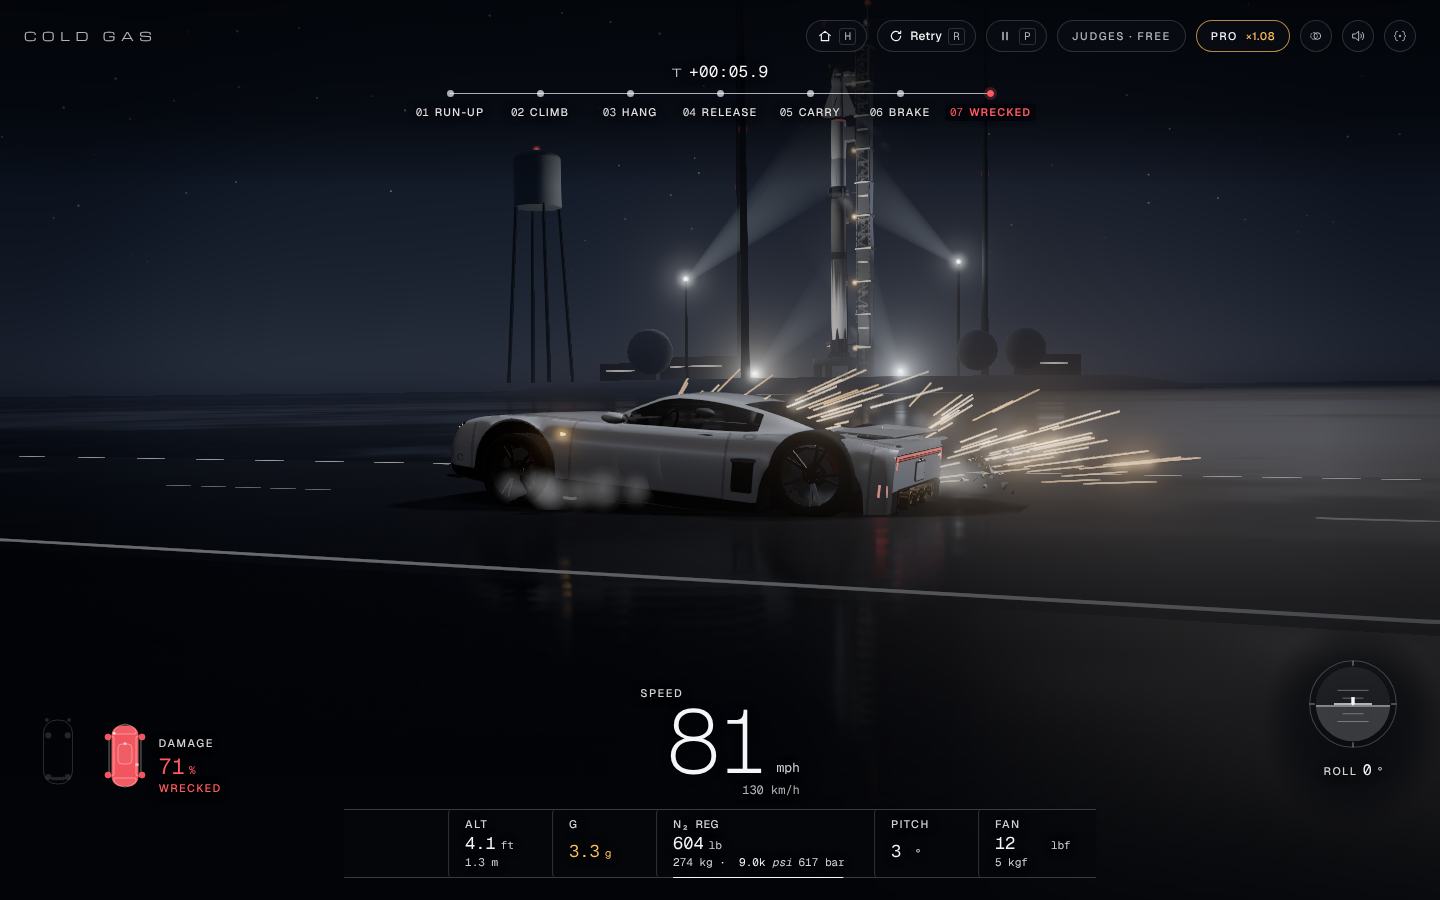 COLD GAS
H
Retry R
P
JUDGES · FREE
PRO ×1.08
T +00:05.9
01 RUN-UP
02 CLIMB
03 HANG
04 RELEASE
05 CARRY
06 BRAKE
07 WRECKED
SPEED
81 mph
130 km/h
DAMAGE
71 %
WRECKED
ROLL 0 °
ALT
4.1 ft
1.3 m
G
3.3 g
N₂ REG
604 lb
274 kg · 9.0k psi 617 bar
PITCH
3 °
FAN
12 lbf
5 kgf